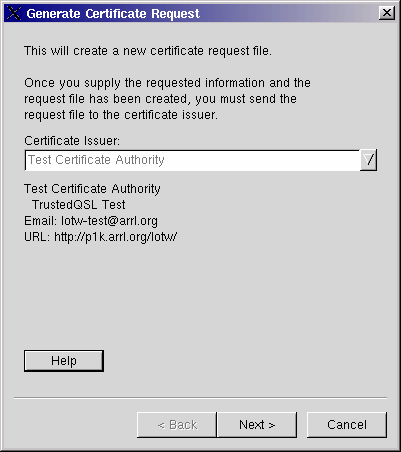 Generate Certificate Request
This will create a new certificate request file.
Once you supply the requested information and the
request file has been created, you must send the
request file to the certificate issuer.
Certificate Issuer:
Test Certificate Authority
Test Certificate Authority
TrustedQSL Test
Email: lotw-test@arrl.org
URL: http://p1k.arrl.org/lotw/
Help
< Back
Next >
Cancel